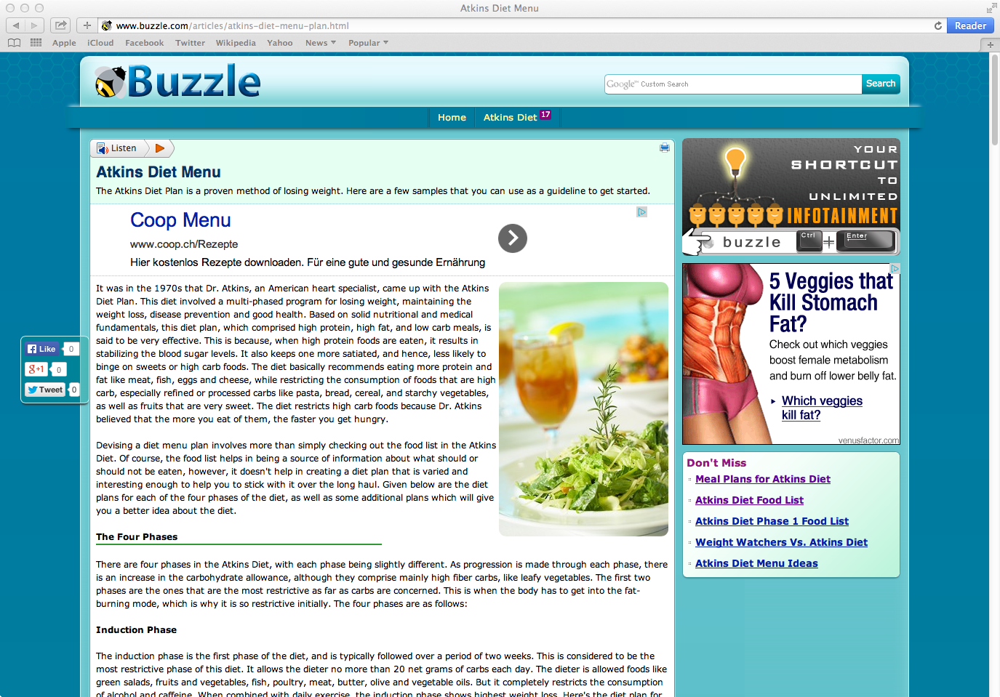 Atkins Diet Menu
www.buzzle.com/articles/atkins-diet-menu-plan.html
Reader
Apple iCloud Facebook Twitter Wikipedia Yahoo News Popular
Buzzle
Google™ Custom Search
Search
Home
Atkins Diet 17
Listen
Atkins Diet Menu
The Atkins Diet Plan is a proven method of losing weight. Here are a few samples that you can use as a guideline to get started.
Coop Menu
www.coop.ch/Rezepte
Hier kostenlos Rezepte downloaden. Für eine gute und gesunde Ernährung
It was in the 1970s that Dr. Atkins, an American heart specialist, came up with the Atkins
Diet Plan. This diet involved a multi-phased program for losing weight, maintaining the
weight loss, disease prevention and good health. Based on solid nutritional and medical
fundamentals, this diet plan, which comprised high protein, high fat, and low carb meals, is
said to be very effective. This is because, when high protein foods are eaten, it results in
stabilizing the blood sugar levels. It also keeps one more satiated, and hence, less likely to
binge on sweets or high carb foods. The diet basically recommends eating more protein and
fat like meat, fish, eggs and cheese, while restricting the consumption of foods that are high
carb, especially refined or processed carbs like pasta, bread, cereal, and starchy vegetables,
as well as fruits that are very sweet. The diet restricts high carb foods because Dr. Atkins
believed that the more you eat of them, the faster you get hungry.
Devising a diet menu plan involves more than simply checking out the food list in the Atkins
Diet. Of course, the food list helps in being a source of information about what should or
should not be eaten, however, it doesn't help in creating a diet plan that is varied and
interesting enough to help you to stick with it over the long haul. Given below are the diet
plans for each of the four phases of the diet, as well as some additional plans which will give
you a better idea about the diet.
The Four Phases
There are four phases in the Atkins Diet, with each phase being slightly different. As progression is made through each phase, there
is an increase in the carbohydrate allowance, although they comprise mainly high fiber carbs, like leafy vegetables. The first two
phases are the ones that are the most restrictive as far as carbs are concerned. This is when the body has to get into the fat-
burning mode, which is why it is so restrictive initially. The four phases are as follows:
Induction Phase
The induction phase is the first phase of the diet, and is typically followed over a period of two weeks. This is considered to be the
most restrictive phase of this diet. It allows the dieter no more than 20 net grams of carbs each day. The dieter is allowed foods like
green salads, fruits and vegetables, fish, poultry, meat, butter, olive and vegetable oils. But it completely restricts the consumption
of alcohol and caffeine. When combined with daily exercise, the induction phase shows highest weight loss. Here's the diet plan for
Like 0
g+1 0
Tweet 0
YOUR
SHORTCUT
TO
UNLIMITED
INFOTAINMENT
buzzle Ctrl + Enter
5 Veggies that
Kill Stomach
Fat?
Check out which veggies
boost female metabolism
and burn off lower belly fat.
Which veggies
kill fat?
venusfactor.com
Don't Miss
Meal Plans for Atkins Diet
Atkins Diet Food List
Atkins Diet Phase 1 Food List
Weight Watchers Vs. Atkins Diet
Atkins Diet Menu Ideas